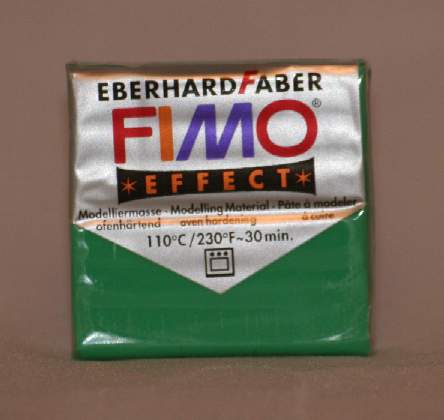 EBERHARDFABER
FIMO®
*EFFECT*
Modelliermasse - Modelling Material - Pâte à modeler
ofenhärtend oven hardening à cuire
110°C/230°F~30 min.